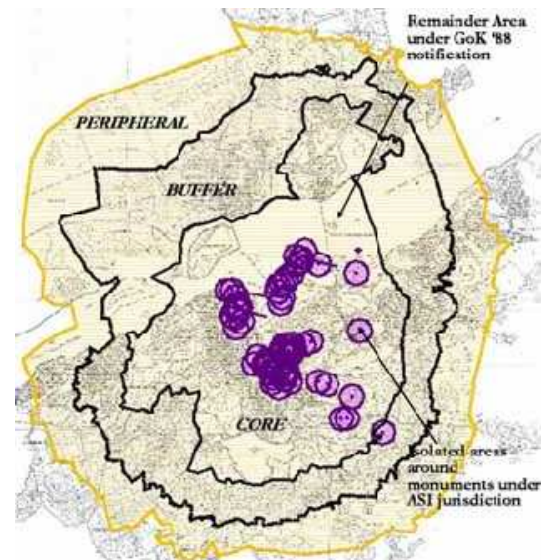 Remainder Area
under GoK '88
notification
PERIPHERAL
BUFFER
CORE
Isolated areas
around
monuments under
ASI jurisdiction